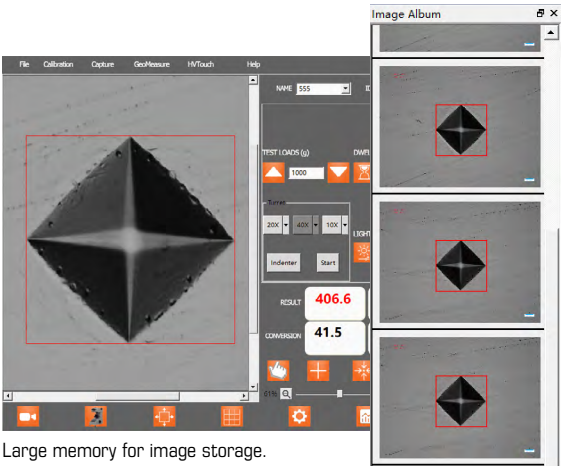 Image Album
File Calibration Capture GeoMeasure HVTouch Help
NAME 555
TEST LOADS (g)
1000
Turret
20X 40X 10X
Indenter Start
RESULT 406.6
CONVERSION 41.5
81%
Large memory for image storage.